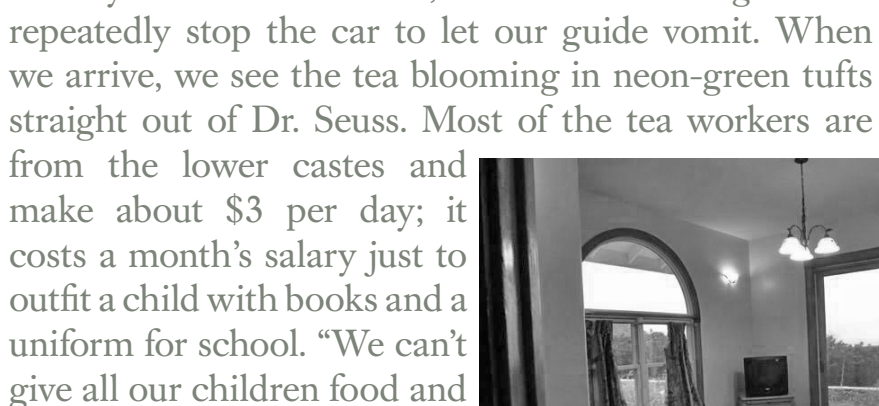 repeatedly stop the car to let our guide vomit. When
we arrive, we see the tea blooming in neon-green tufts
straight out of Dr. Seuss. Most of the tea workers are
from the lower castes and
make about $3 per day; it
costs a month’s salary just to
outfit a child with books and a
uniform for school. “We can’t
give all our children food and